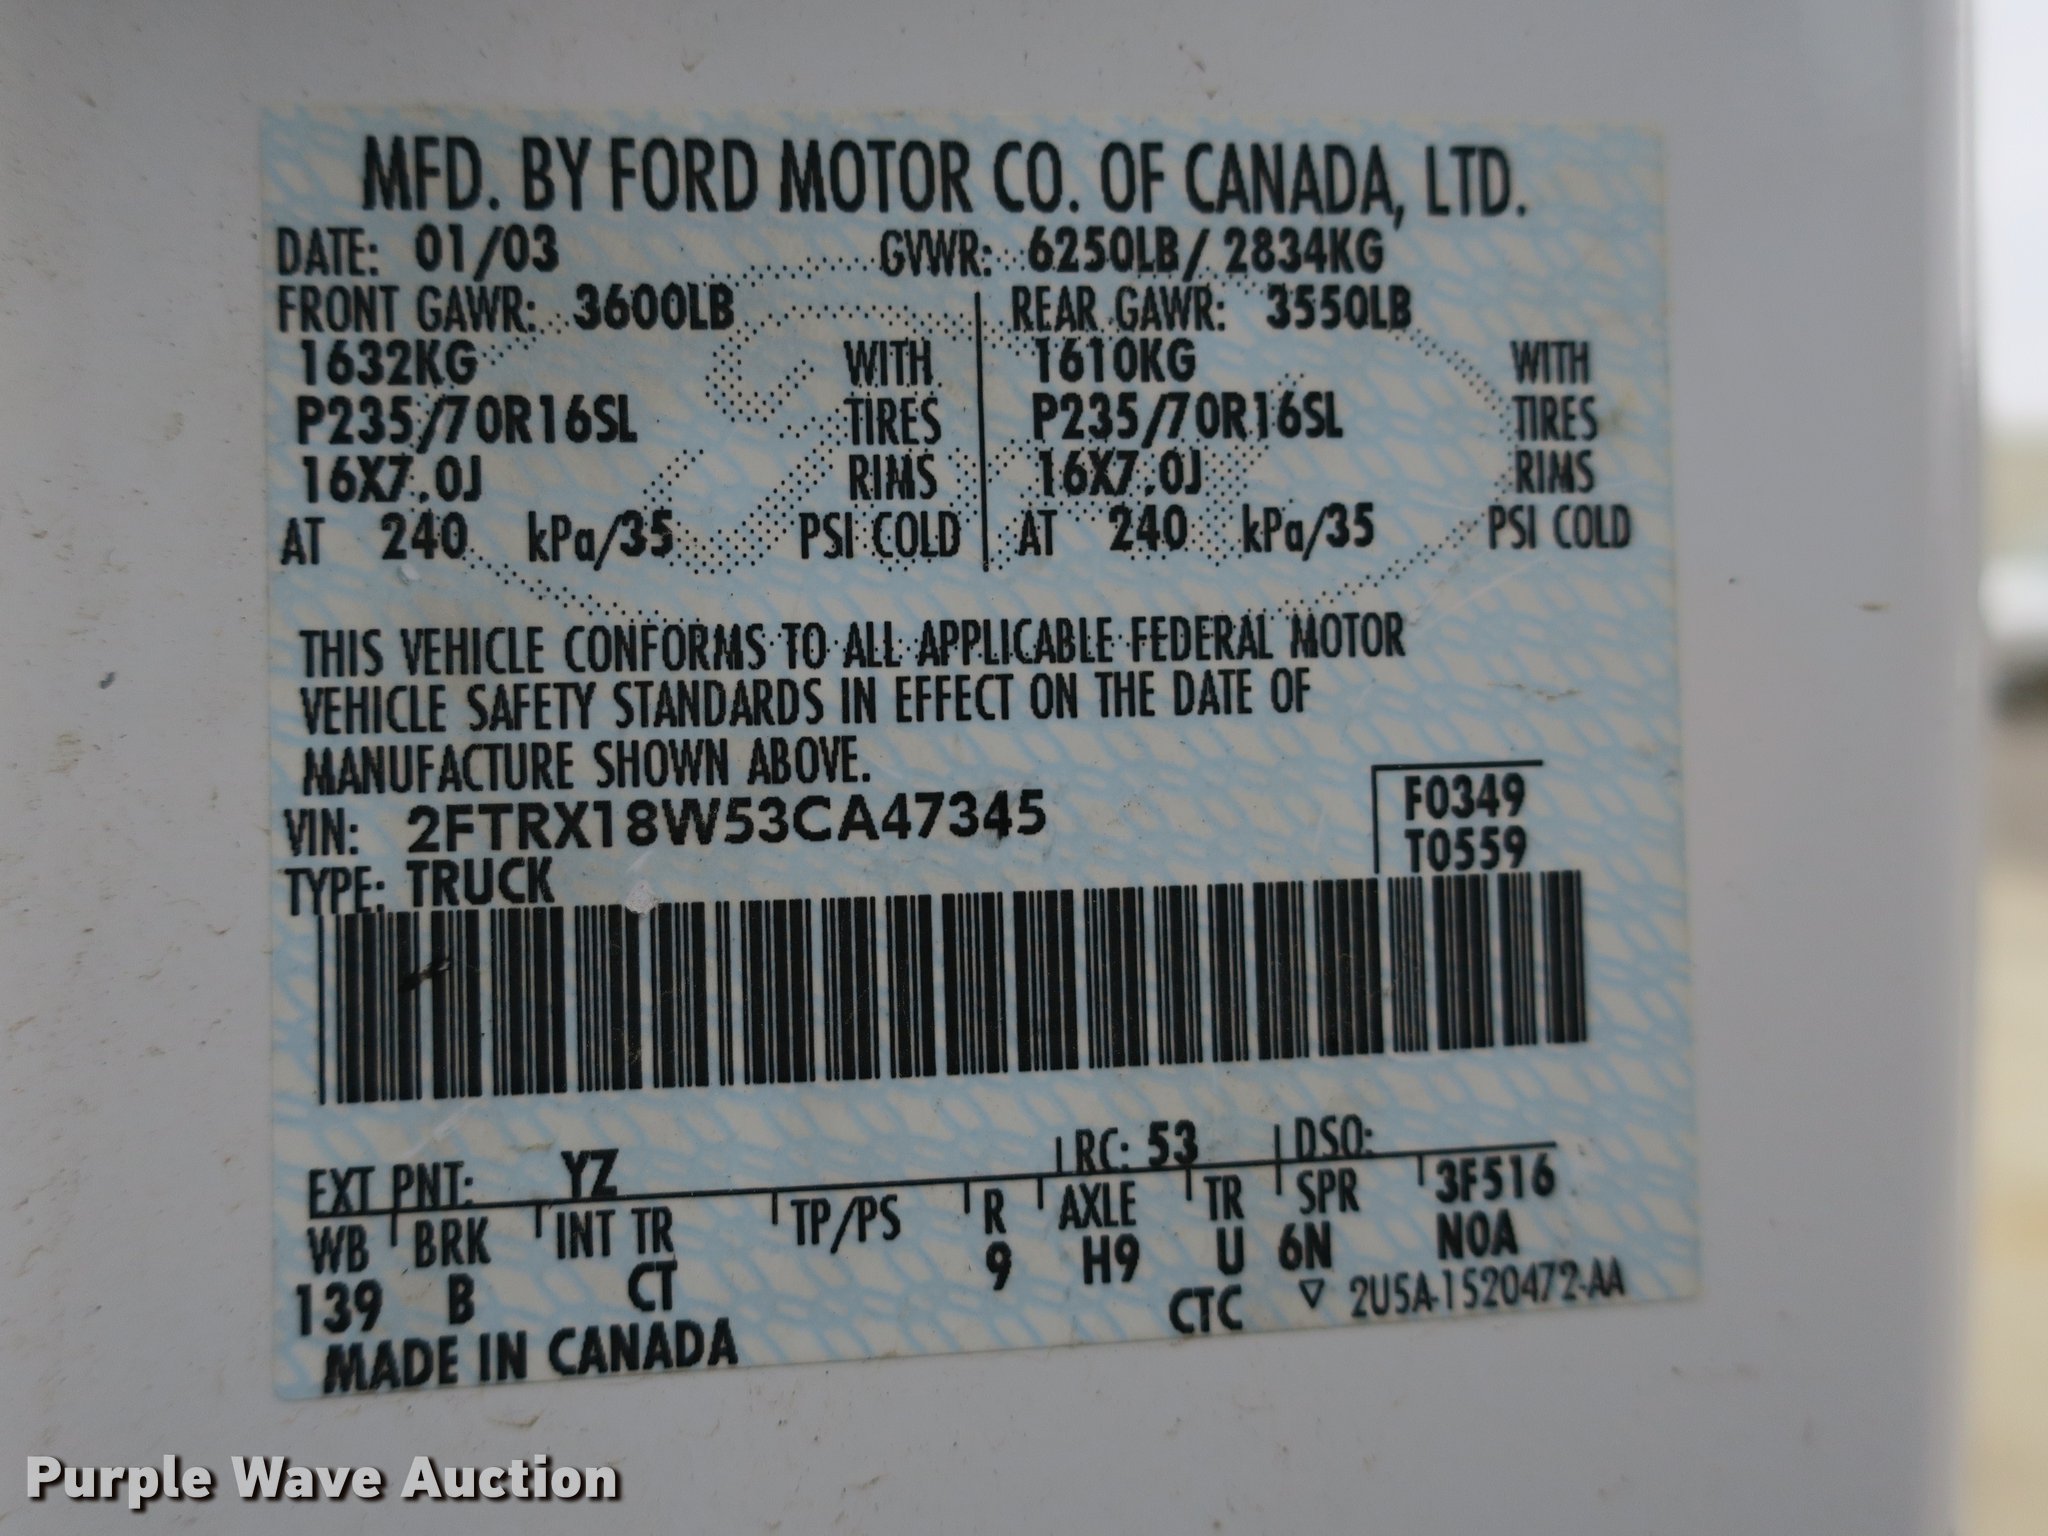 MFD. BY FORD MOTOR CO. OF CANADA, LTD.
DATE: 01/03 GVWR: 6250LB/ 2834KG
FRONT GAWR: 3600LB REAR GAWR: 3550LB
1632KG WITH 1610KG WITH
P235/70R16SL TIRES P235/70R16SL TIRES
16X7.0J RIMS 16X7.0J RIMS
AT 240 kPa/35 PSI COLD AT 240 kPa/35 PSI COLD
THIS VEHICLE CONFORMS TO ALL APPLICABLE FEDERAL MOTOR
VEHICLE SAFETY STANDARDS IN EFFECT ON THE DATE OF
MANUFACTURE SHOWN ABOVE.
VIN: 2FTRX18W53CA47345 F0349
TYPE: TRUCK T0559
EXT PNT: YZ RC: 53 DSO:
WB BRK INT TR TP/PS R AXLE TR SPR 3F516
139 B CT 9 H9 U 6N N0A
MADE IN CANADA CTC ▽ 2U5A-1520472-AA
Purple Wave Auction